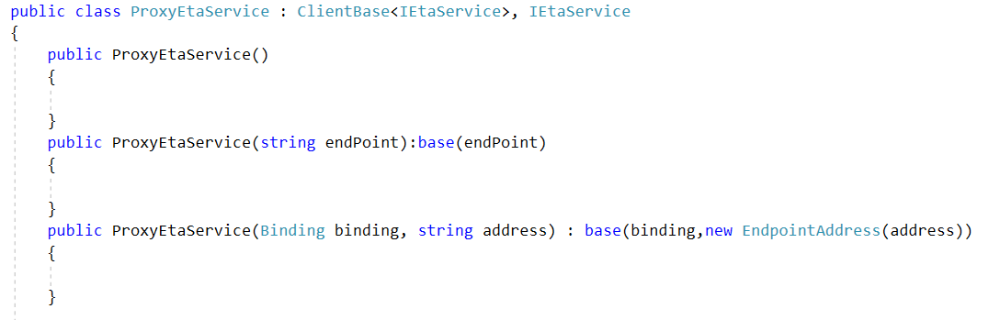 public class ProxyEtaService : ClientBase<IEtaService>, IEtaService
{
public ProxyEtaService()
{
}
public ProxyEtaService(string endPoint):base(endPoint)
{
}
public ProxyEtaService(Binding binding, string address) : base(binding,new EndpointAddress(address))
{
}